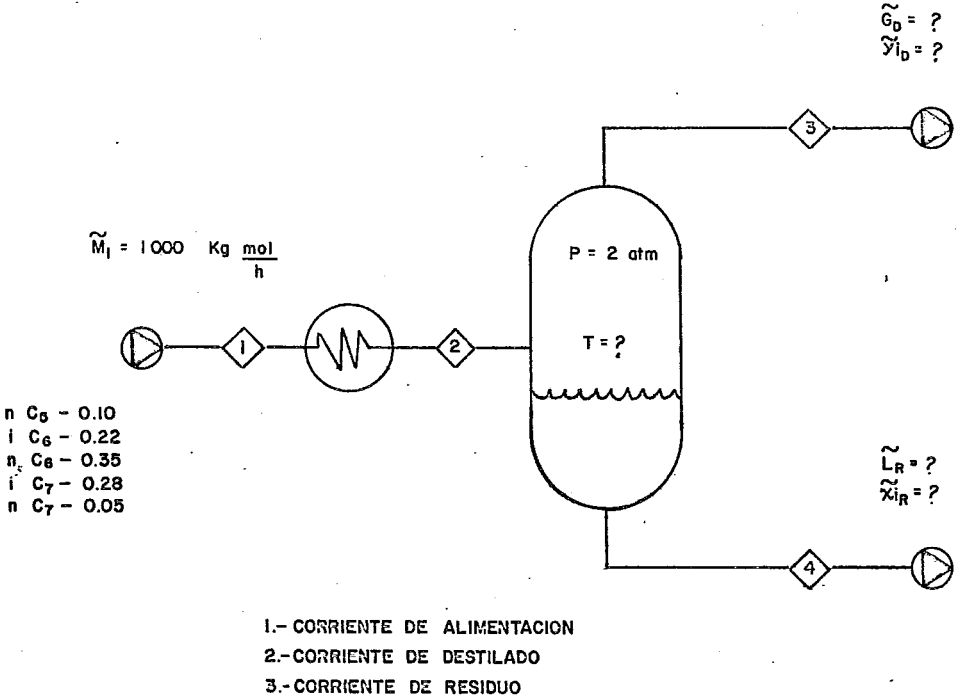 G̃D = ?
ỹiD = ?
3
M̃1 = 1000 Kg mol/h
P = 2 atm
T = ?
1
2
n C5 - 0.10
i C6 - 0.22
n C6 - 0.35
i C7 - 0.28
n C7 - 0.05
L̃R = ?
x̃iR = ?
4
1.- CORRIENTE DE ALIMENTACION
2.- CORRIENTE DE DESTILADO
3.- CORRIENTE DE RESIDUO